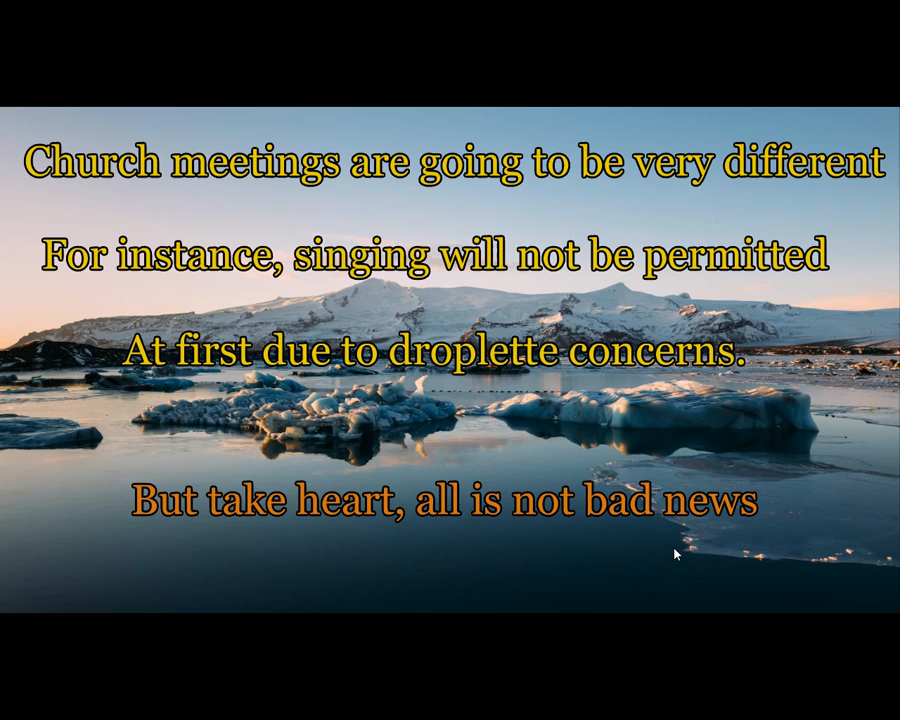 Church meetings are going to be very different
For instance, singing will not be permitted
At first due to droplette concerns.
But take heart, all is not bad news